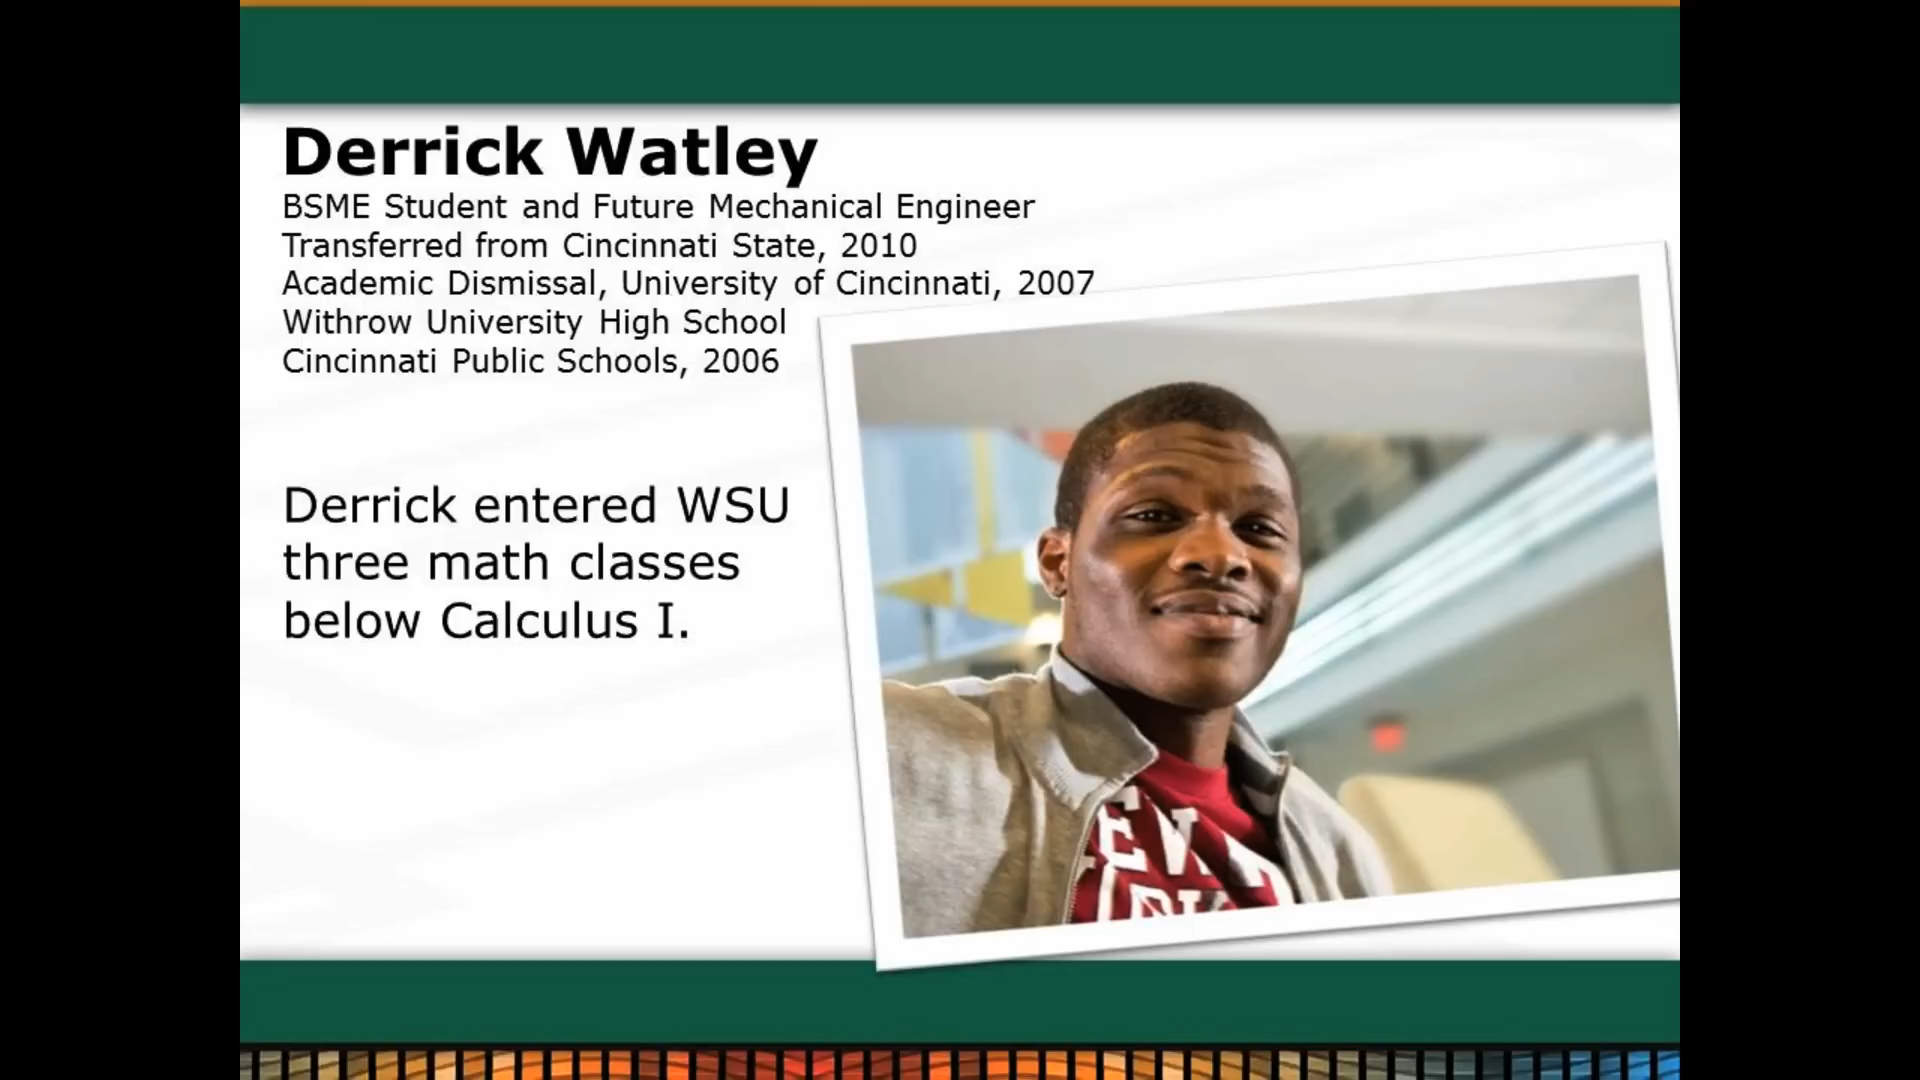 Derrick Watley
BSME Student and Future Mechanical Engineer
Transferred from Cincinnati State, 2010
Academic Dismissal, University of Cincinnati, 2007
Withrow University High School
Cincinnati Public Schools, 2006
Derrick entered WSU
three math classes
below Calculus I.